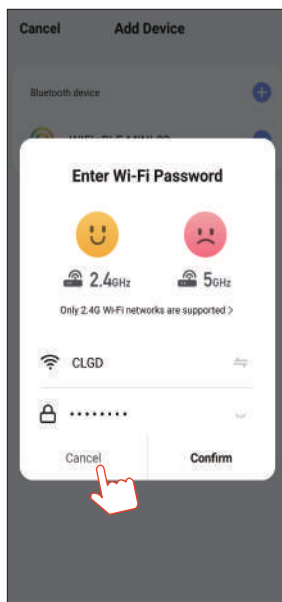 Cancel Add Device
Bluetooth device
Enter Wi-Fi Password
2.4GHz 5GHz
Only 2.4G Wi-Fi networks are supported >
CLGD
••••••••
Cancel Confirm